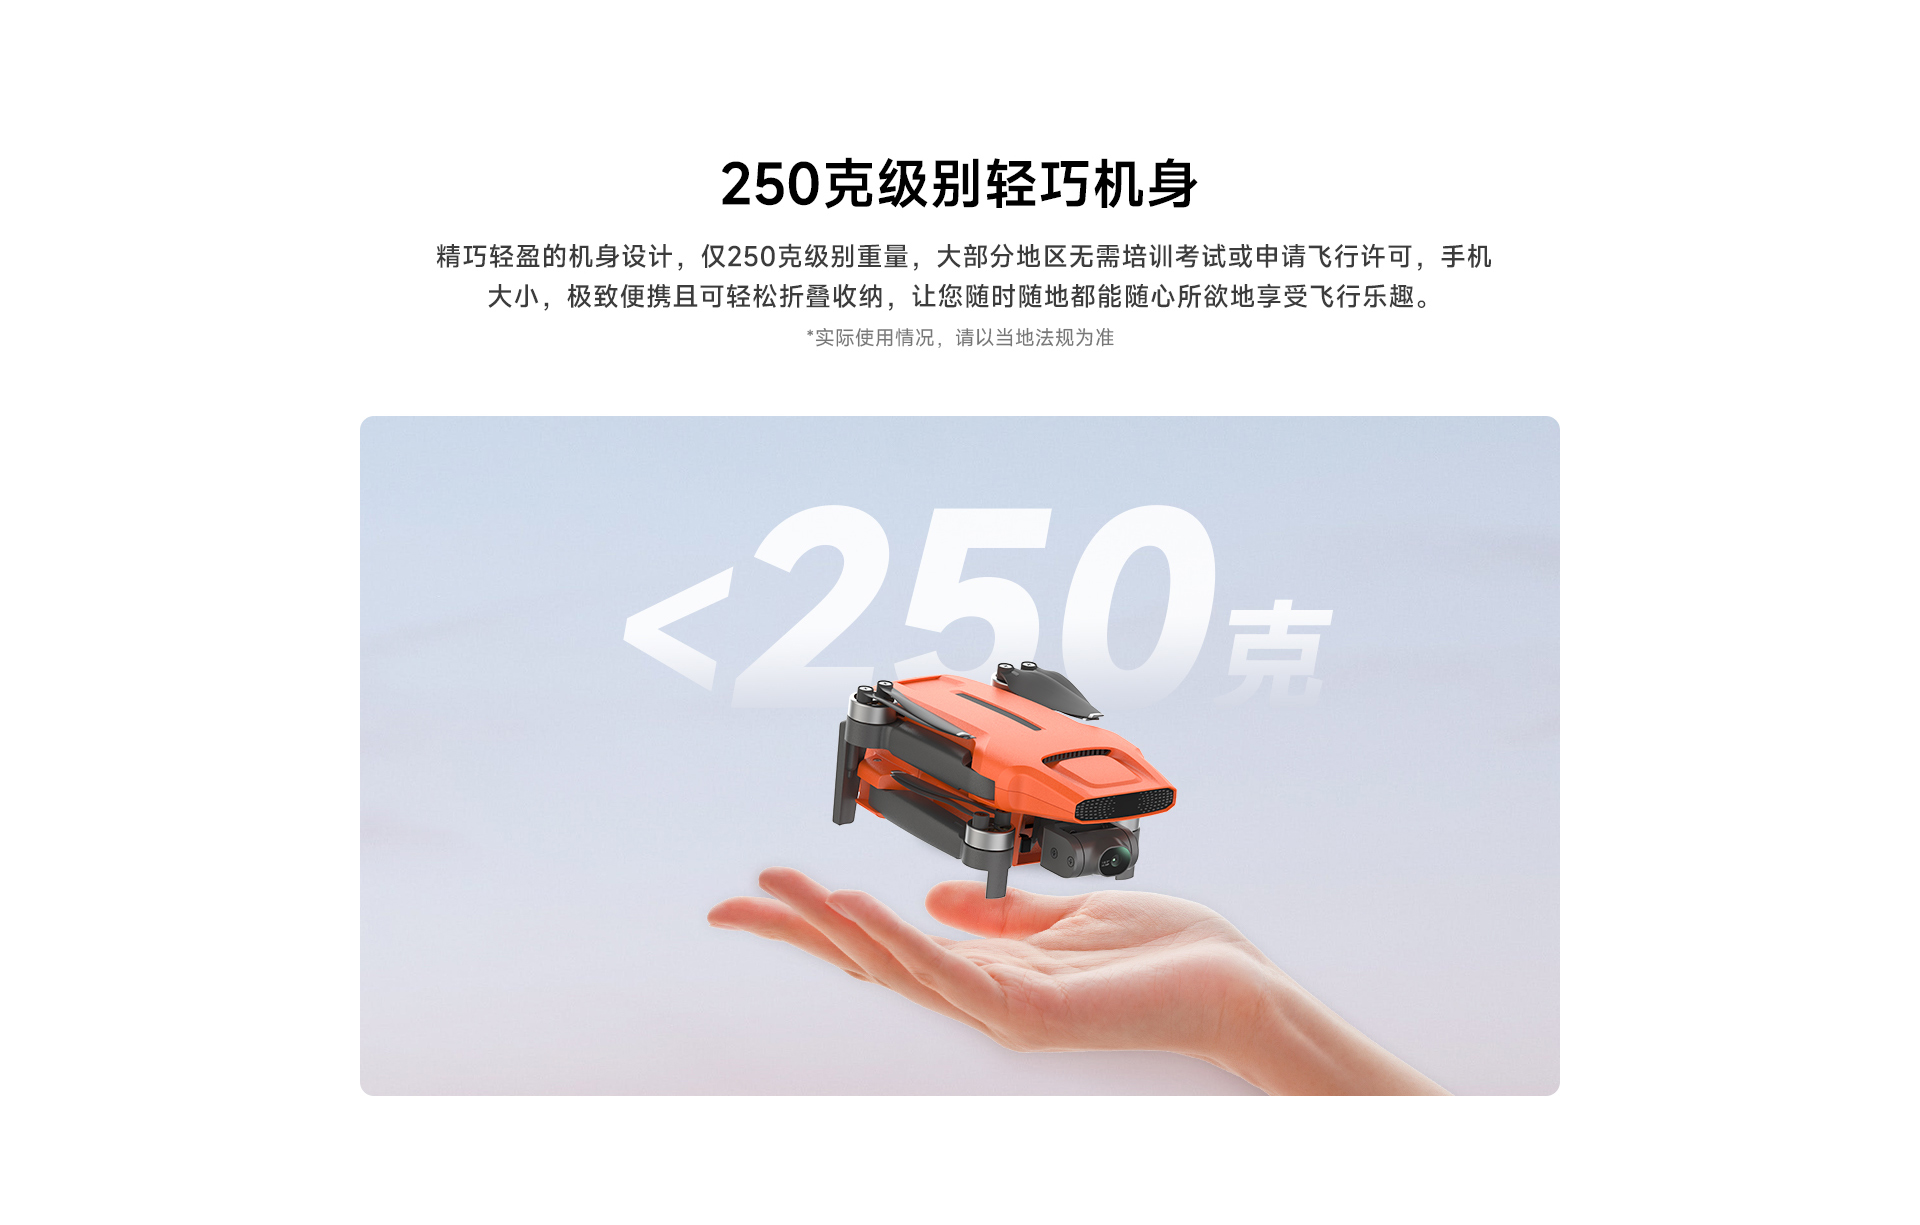 250克级别轻巧机身
精巧轻盈的机身设计，仅250克级别重量，大部分地区无需培训考试或申请飞行许可，手机
大小，极致便携且可轻松折叠收纳，让您随时随地都能随心所欲地享受飞行乐趣。
*实际使用情况，请以当地法规为准
<250克